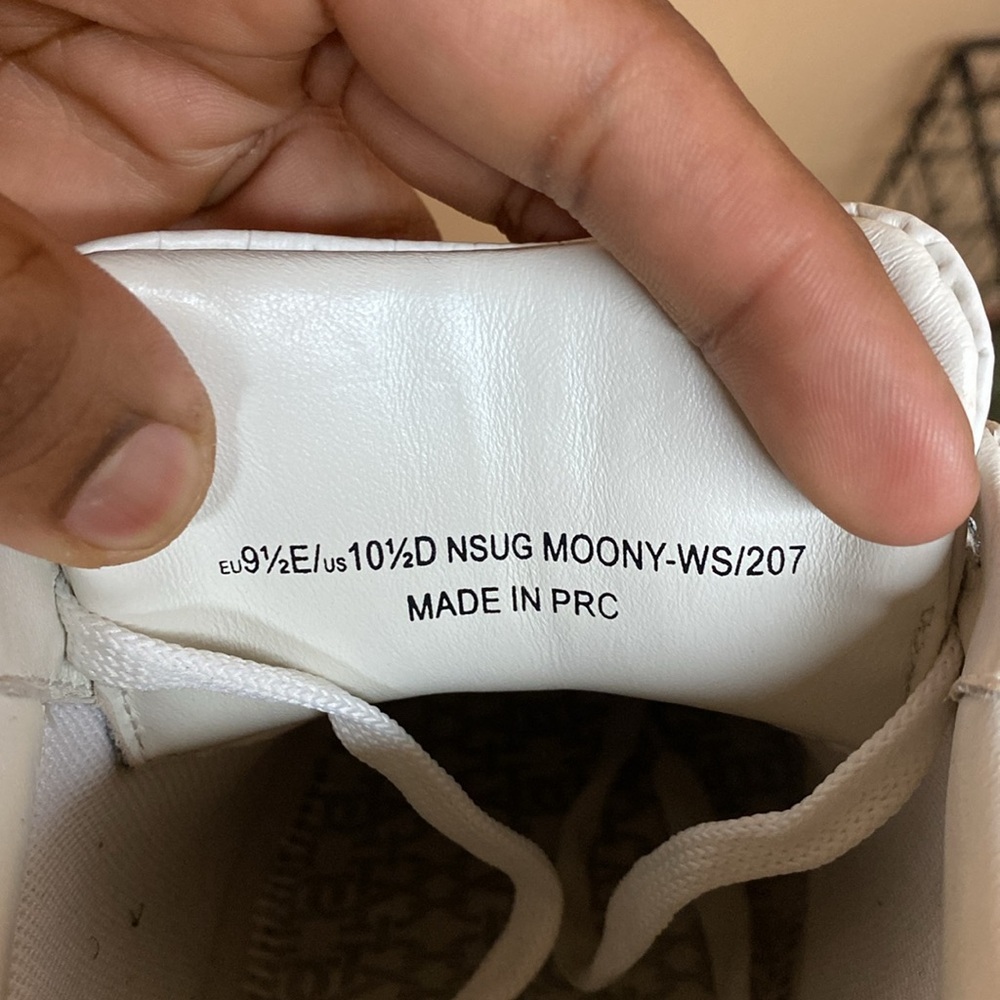 EU9½E/US10½D NSUG MOONY-WS/207
MADE IN PRC